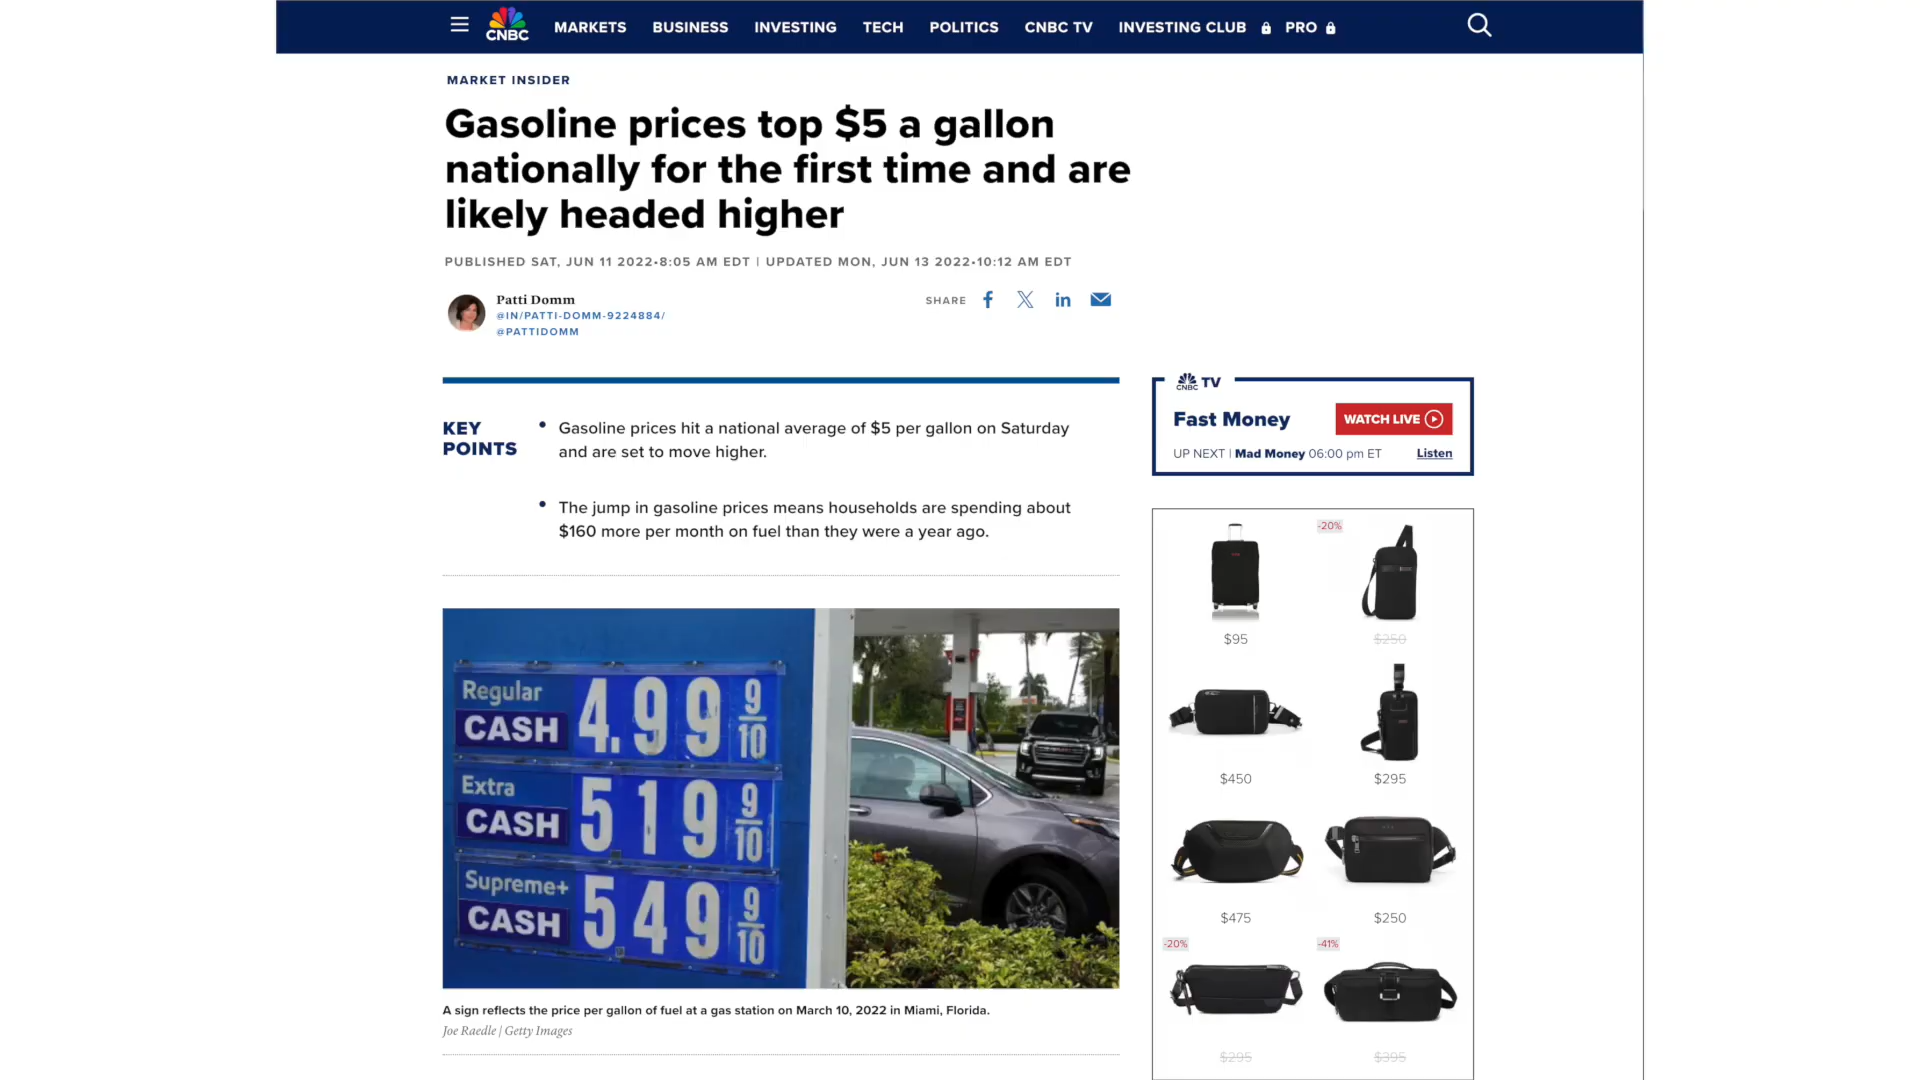 CNBC
MARKETS BUSINESS INVESTING TECH POLITICS CNBC TV INVESTING CLUB PRO
MARKET INSIDER
Gasoline prices top $5 a gallon
nationally for the first time and are
likely headed higher
PUBLISHED SAT, JUN 11 2022•8:05 AM EDT | UPDATED MON, JUN 13 2022•10:12 AM EDT
Patti Domm
@IN/PATTI-DOMM-9224884/
@PATTIDOMM
SHARE
KEY
POINTS
• Gasoline prices hit a national average of $5 per gallon on Saturday
and are set to move higher.
• The jump in gasoline prices means households are spending about
$160 more per month on fuel than they were a year ago.
Regular
CASH 4.99 9/10
Extra
CASH 519 9/10
Supreme+
CASH 549 9/10
A sign reflects the price per gallon of fuel at a gas station on March 10, 2022 in Miami, Florida.
Joe Raedle | Getty Images
CNBC TV
Fast Money
WATCH LIVE
UP NEXT | Mad Money 06:00 pm ET
Listen
-20%
$95
$250
$450
$295
$475
$250
-20%
-41%
$295
$395